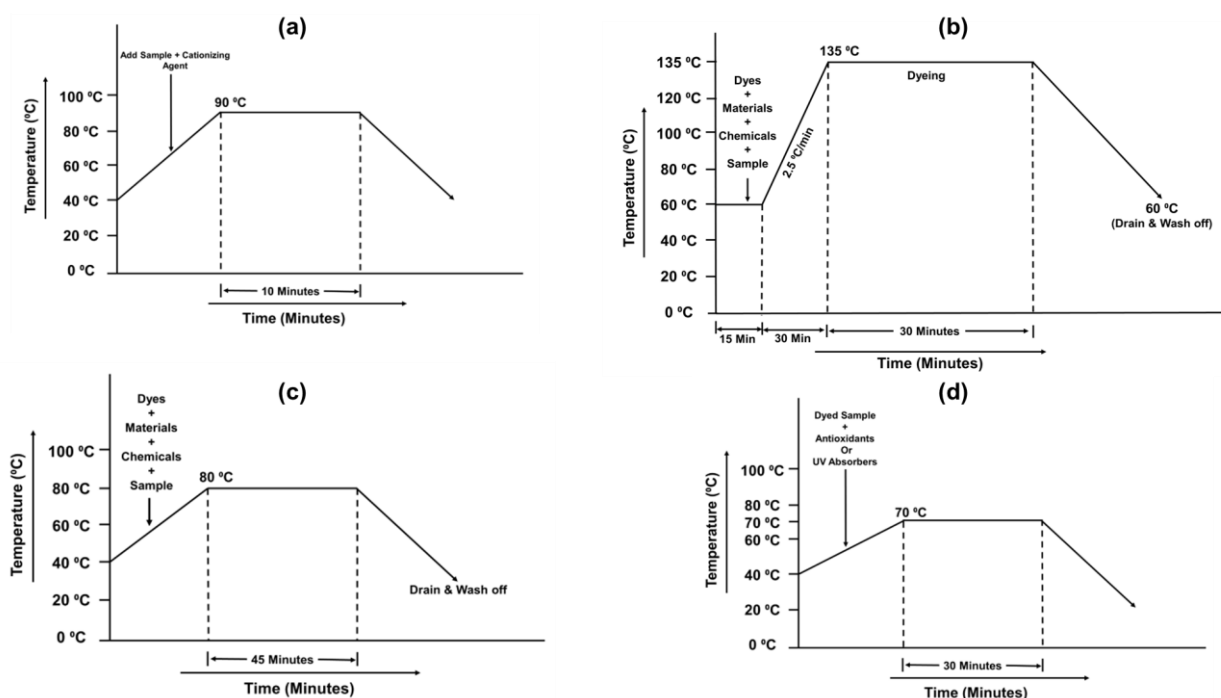 (a)
Add Sample + Cationizing
Agent
Temperature (ºC)
100 ºC
80 ºC
60 ºC
40 ºC
20 ºC
0 ºC
90 ºC
10 Minutes
Time (Minutes)
(b)
Dyes
+
Materials
+
Chemicals
+
Sample
Temperature (ºC)
135 ºC
120 ºC
100 ºC
80 ºC
60 ºC
40 ºC
20 ºC
0 ºC
135 ºC
Dyeing
2.5 ºC/min
60 ºC
(Drain & Wash off)
15 Min
30 Min
30 Minutes
Time (Minutes)
(c)
Dyes
+
Materials
+
Chemicals
+
Sample
Temperature (ºC)
100 ºC
80 ºC
60 ºC
40 ºC
20 ºC
0 ºC
80 ºC
Drain & Wash off
45 Minutes
Time (Minutes)
(d)
Dyed Sample
+
Antioxidants
Or
UV Absorbers
Temperature (ºC)
100 ºC
80 ºC
70 ºC
60 ºC
40 ºC
20 ºC
0 ºC
70 ºC
30 Minutes
Time (Minutes)